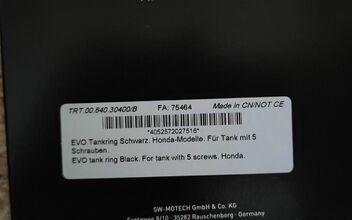 TRT.00.640.30400/B FA: 75464 Made in CN/NOT CE
*4052572027516*
EVO Tankring Schwarz. Honda-Modelle. Für Tank mit 5
Schrauben.
EVO tank ring Black. For tank with 5 screws. Honda.
SW-MOTECH GmbH & Co. KG
8/10 · 35282 Rauschenberg · Germany